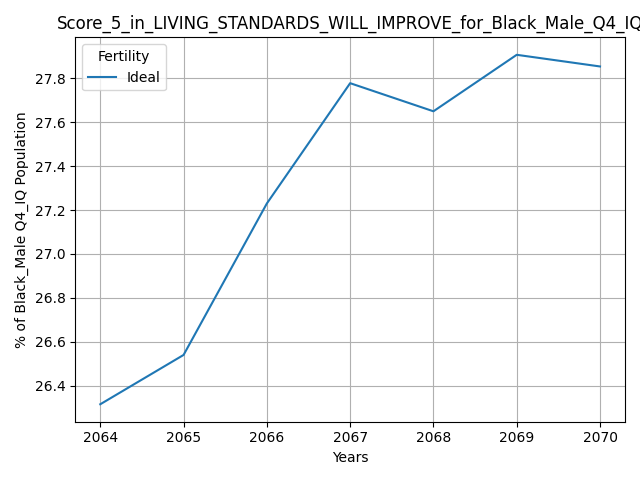 Score_5_in_LIVING_STANDARDS_WILL_IMPROVE_for_Black_Male_Q4_IQ
Fertility
Ideal
27.8
27.6
27.4
27.2
27.0
26.8
26.6
26.4
% of Black_Male Q4_IQ Population
2064 2065 2066 2067 2068 2069 2070
Years